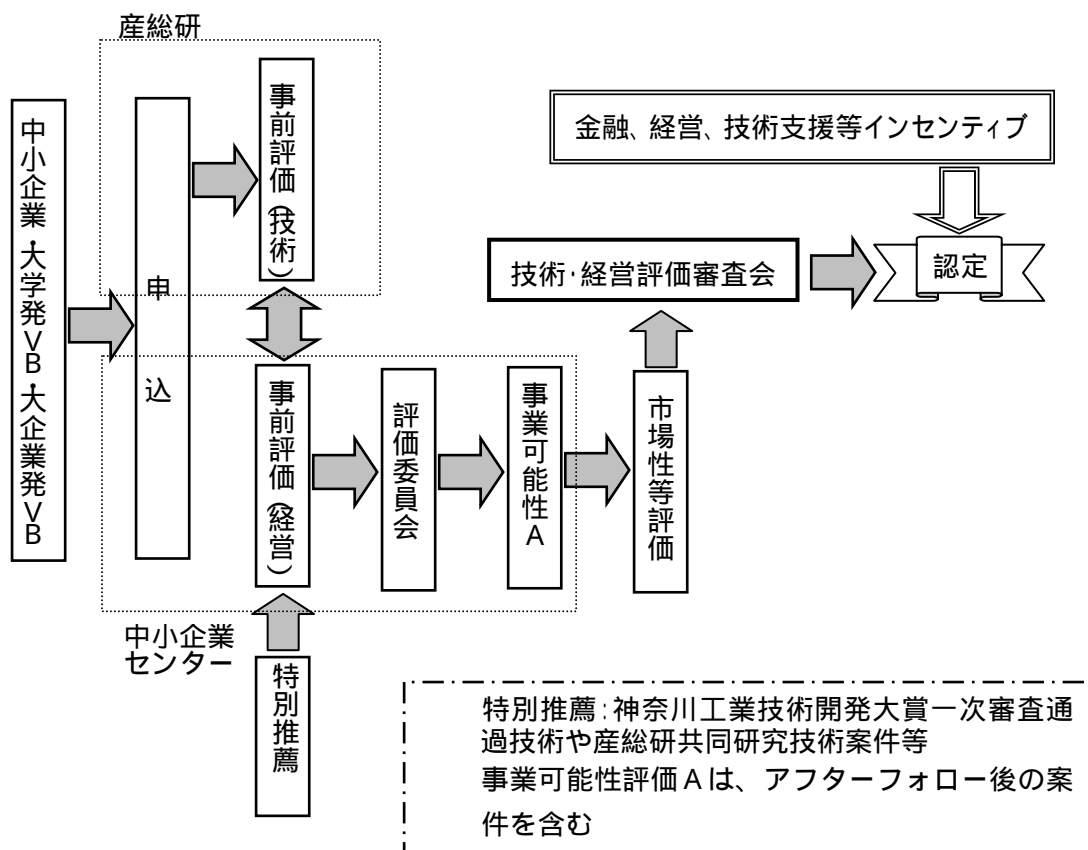 産総研
中小企業・大学発VB・大企業発VB
申込
事前評価（技術）
金融、経営、技術支援等インセンティブ
認定
技術・経営評価審査会
事前評価（経営）
評価委員会
事業可能性A
市場性等評価
中小企業
センター
特別推薦
特別推薦：神奈川工業技術開発大賞一次審査通
過技術や産総研共同研究技術案件等
事業可能性評価Aは、アフターフォロー後の案
件を含む